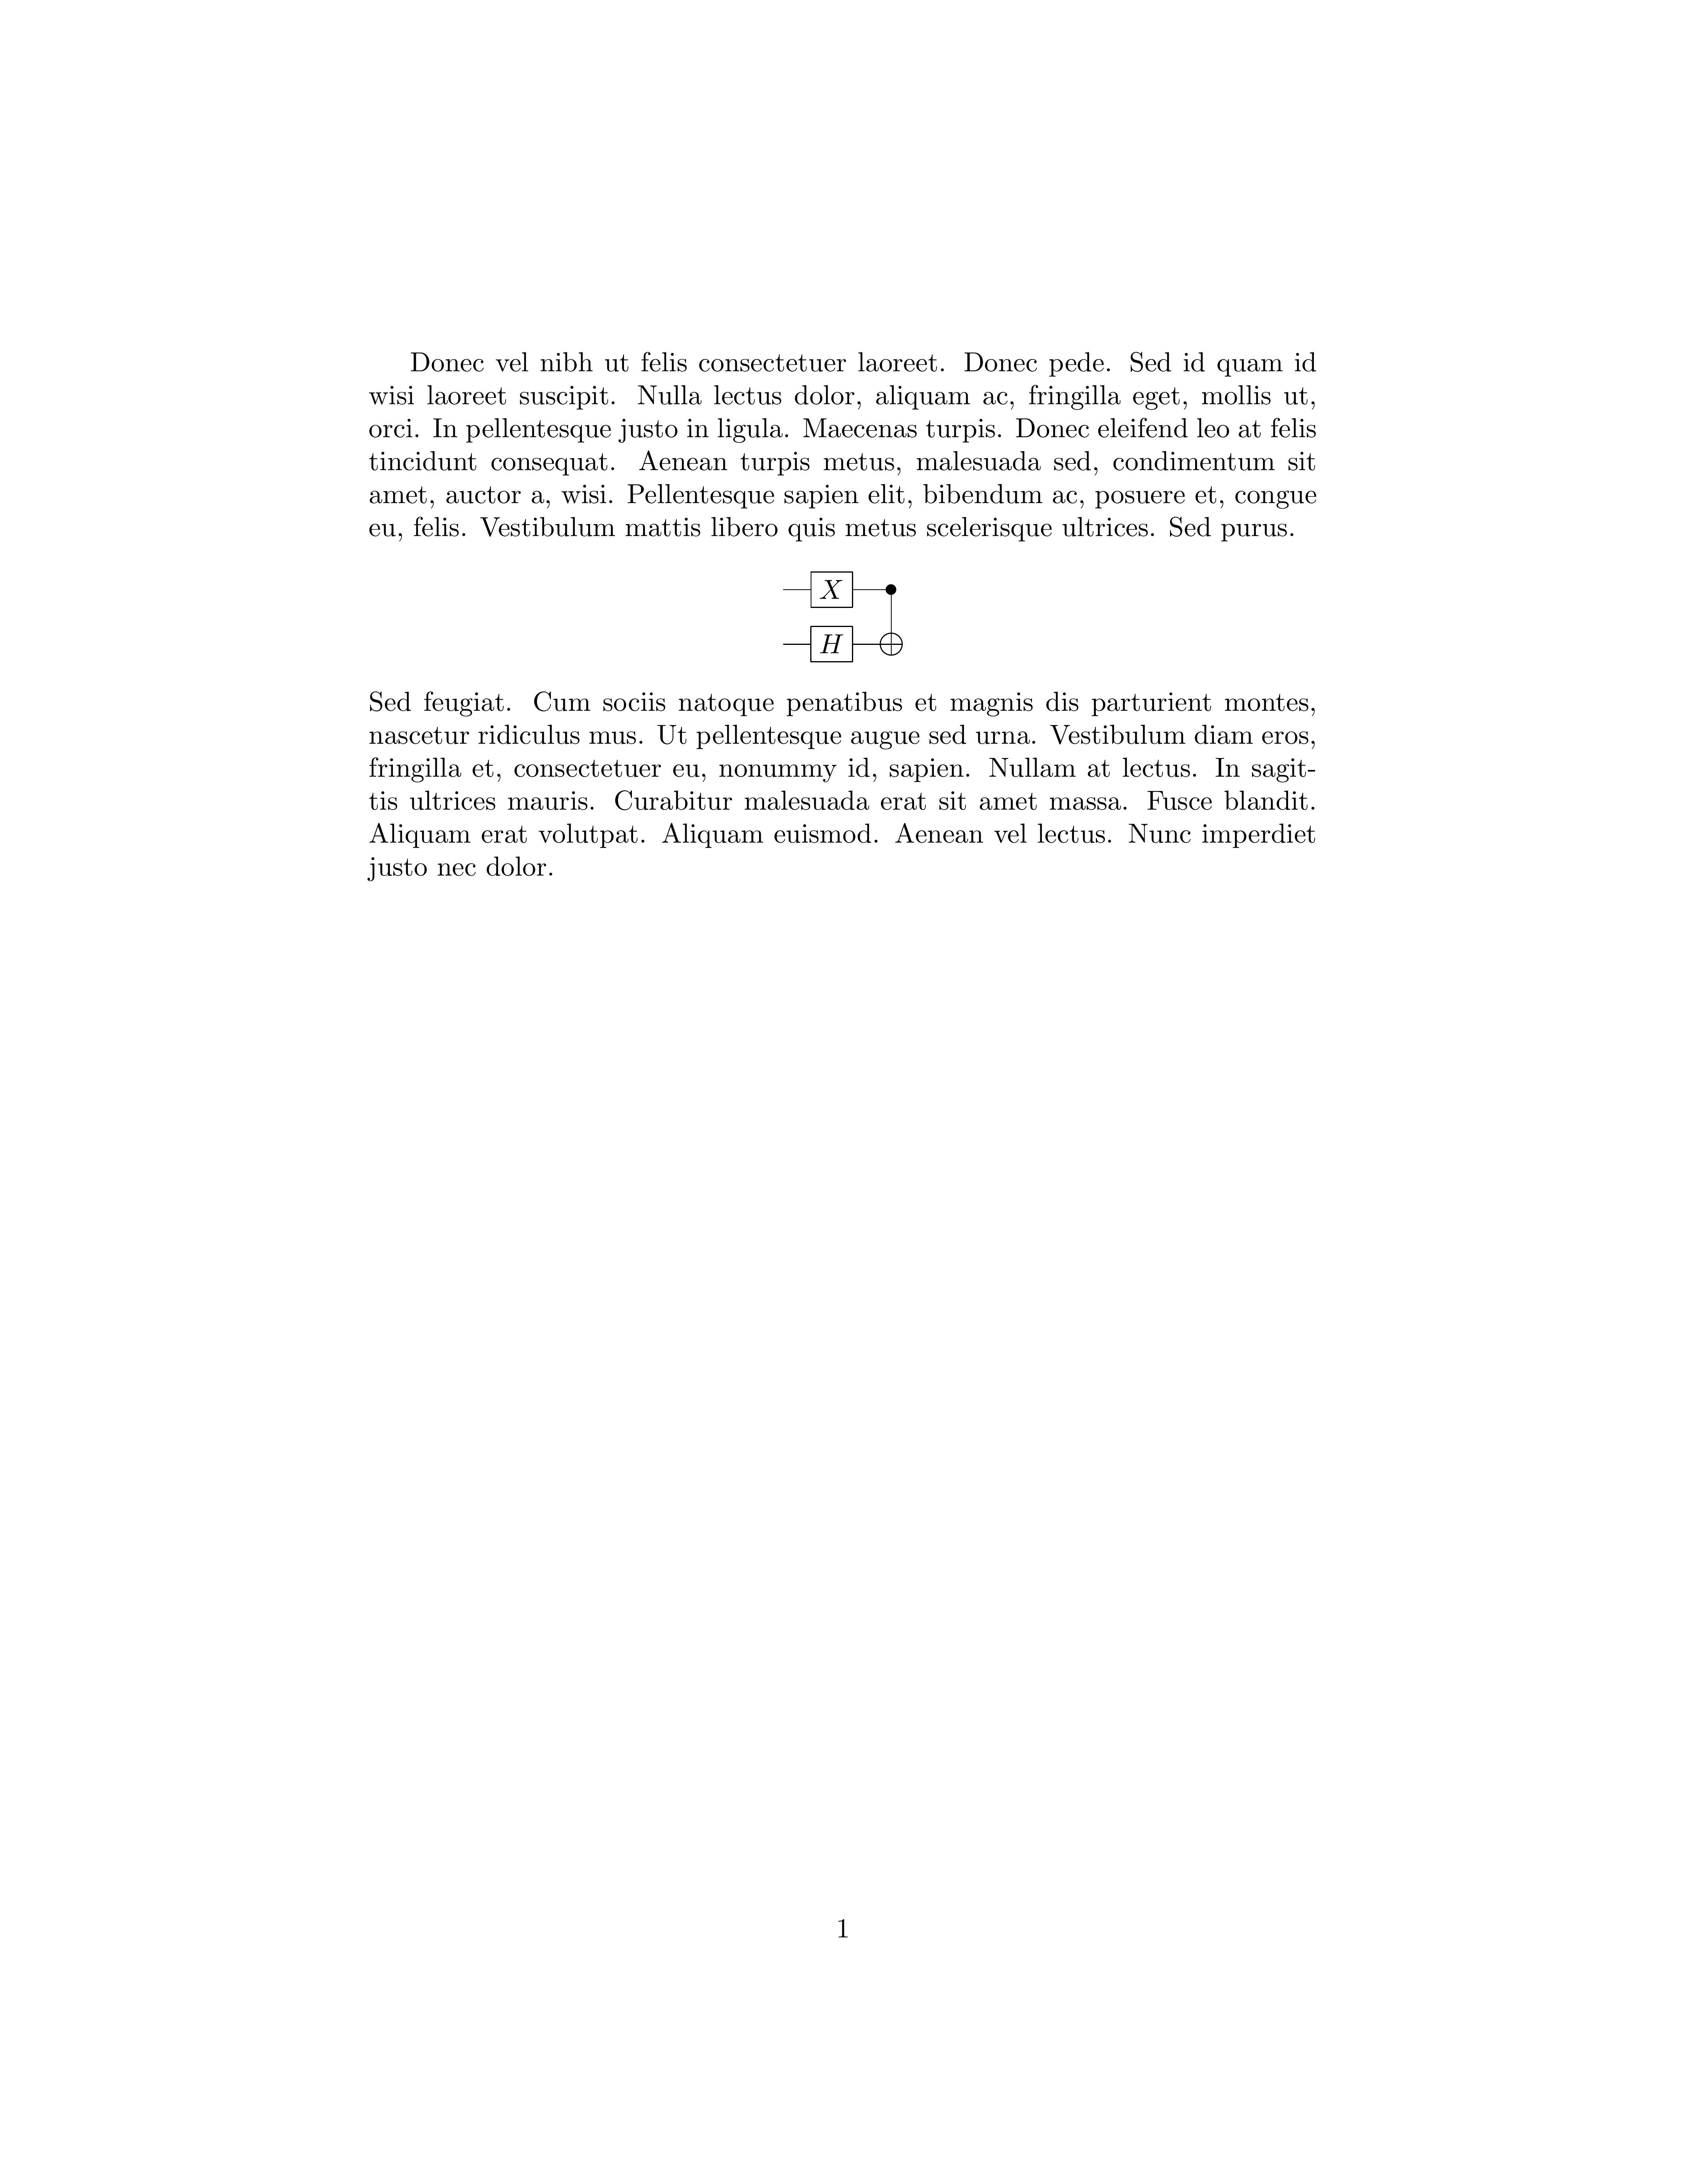 Donec vel nibh ut felis consectetuer laoreet. Donec pede. Sed id quam id
wisi laoreet suscipit. Nulla lectus dolor, aliquam ac, fringilla eget, mollis ut,
orci. In pellentesque justo in ligula. Maecenas turpis. Donec eleifend leo at felis
tincidunt consequat. Aenean turpis metus, malesuada sed, condimentum sit
amet, auctor a, wisi. Pellentesque sapien elit, bibendum ac, posuere et, congue
eu, felis. Vestibulum mattis libero quis metus scelerisque ultrices. Sed purus.
X
H
Sed feugiat. Cum sociis natoque penatibus et magnis dis parturient montes,
nascetur ridiculus mus. Ut pellentesque augue sed urna. Vestibulum diam eros,
fringilla et, consectetuer eu, nonummy id, sapien. Nullam at lectus. In sagit-
tis ultrices mauris. Curabitur malesuada erat sit amet massa. Fusce blandit.
Aliquam erat volutpat. Aliquam euismod. Aenean vel lectus. Nunc imperdiet
justo nec dolor.
1